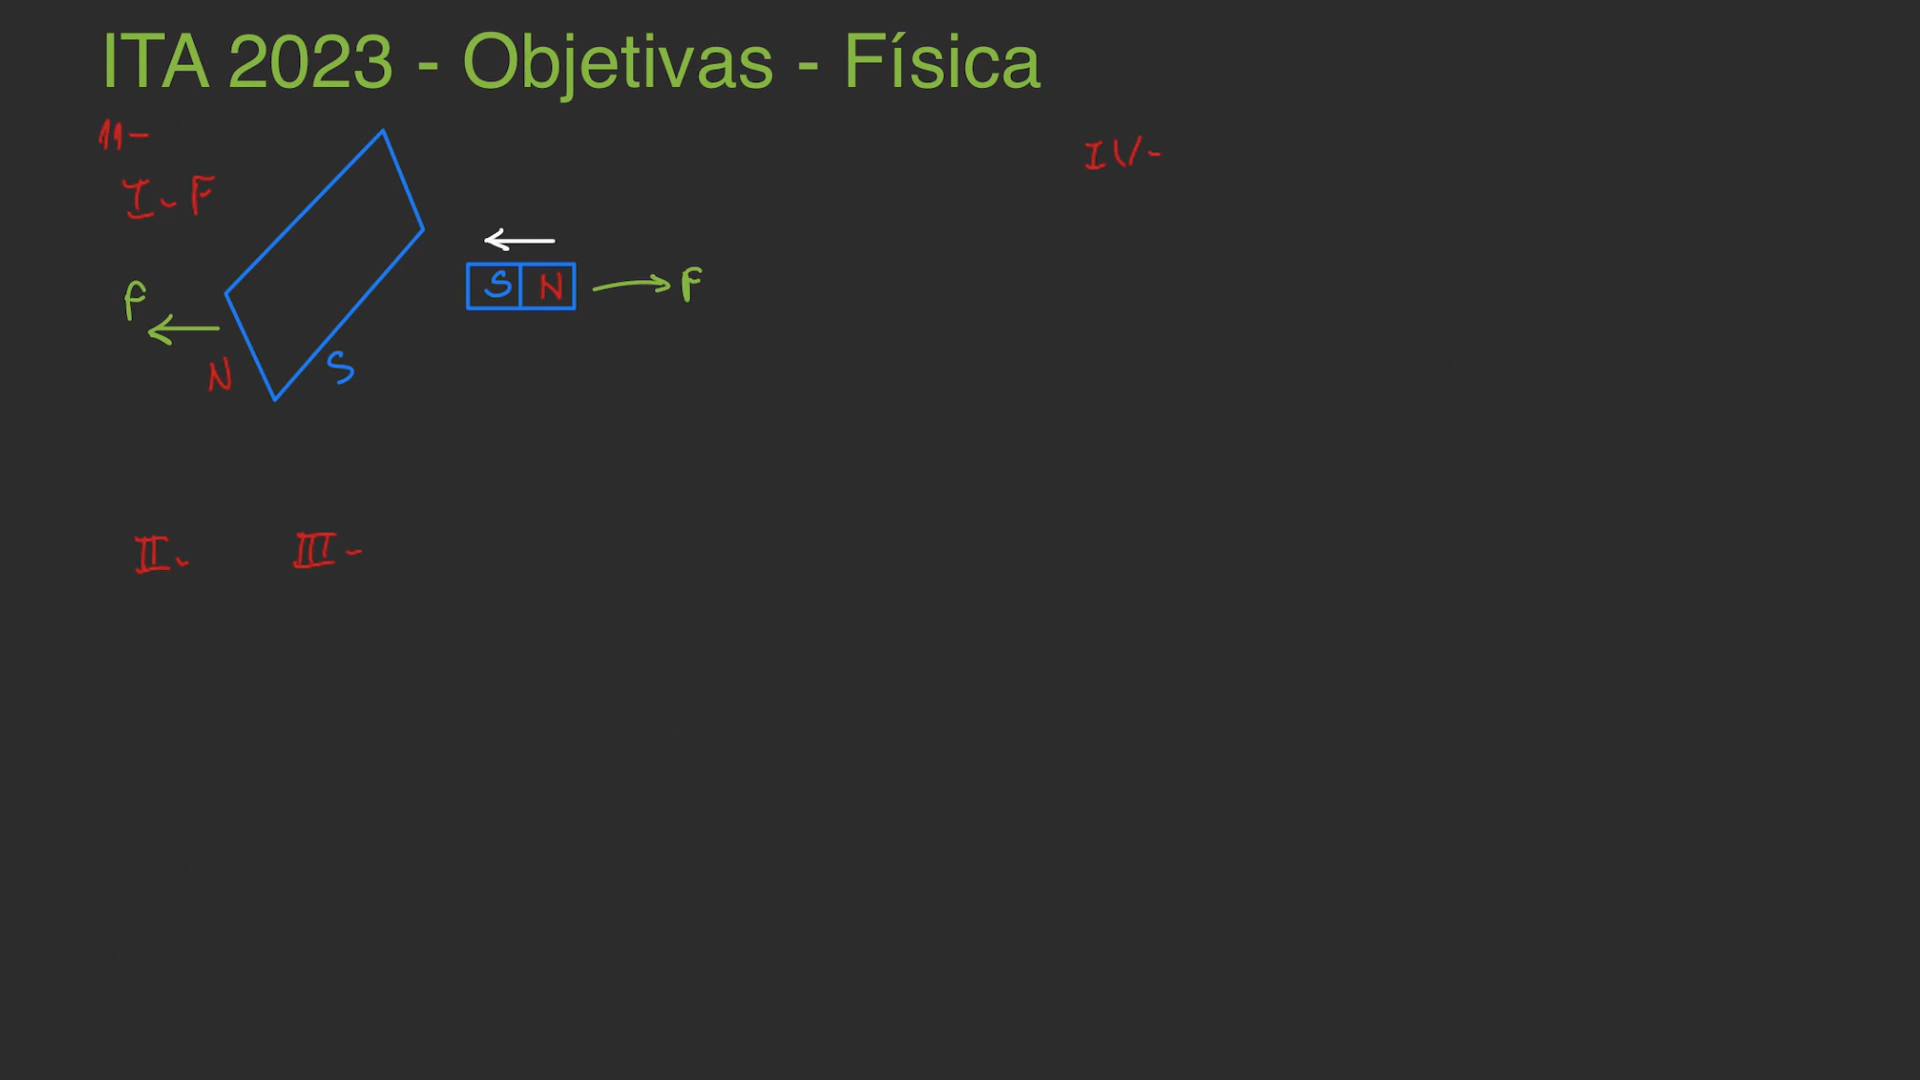 ITA 2023 - Objetivas - Física
11-
IV-
I- F
S N F
F
N S
II- III-